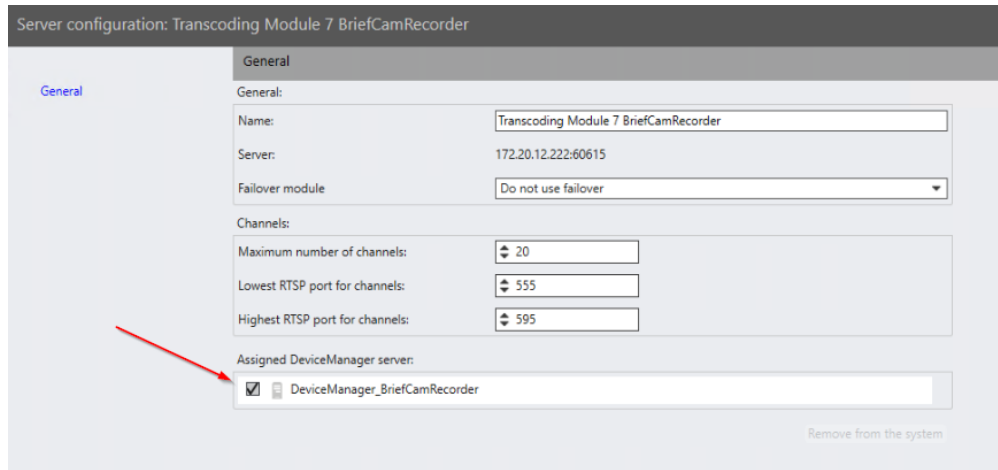 Server configuration: Transcoding Module 7 BriefCamRecorder
General
General
General:
Name: Transcoding Module 7 BriefCamRecorder
Server: 172.20.12.222:60615
Failover module Do not use failover
Channels:
Maximum number of channels: 20
Lowest RTSP port for channels: 555
Highest RTSP port for channels: 595
Assigned DeviceManager server:
DeviceManager_BriefCamRecorder
Remove from the system